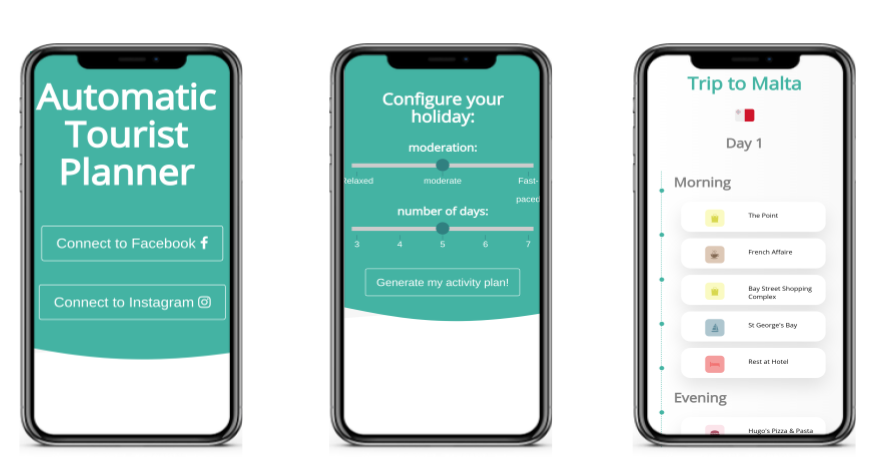 Automatic
Tourist
Planner
Connect to Facebook
Connect to Instagram
Configure your
holiday:
moderation:
Relaxed moderate Fast-
paced
number of days:
3 4 5 6 7
Generate my activity plan!
Trip to Malta
Day 1
Morning
The Point
French Affaire
Bay Street Shopping
Complex
St George's Bay
Rest at Hotel
Evening
Hugo's Pizza & Pasta